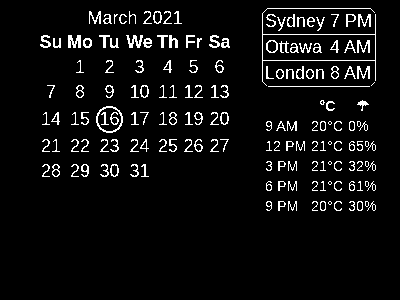 March 2021
Su Mo Tu We Th Fr Sa
1 2 3 4 5 6
7 8 9 10 11 12 13
14 15 16 17 18 19 20
21 22 23 24 25 26 27
28 29 30 31
Sydney 7 PM
Ottawa 4 AM
London 8 AM
°C
9 AM 20°C 0%
12 PM 21°C 65%
3 PM 21°C 32%
6 PM 21°C 61%
9 PM 20°C 30%